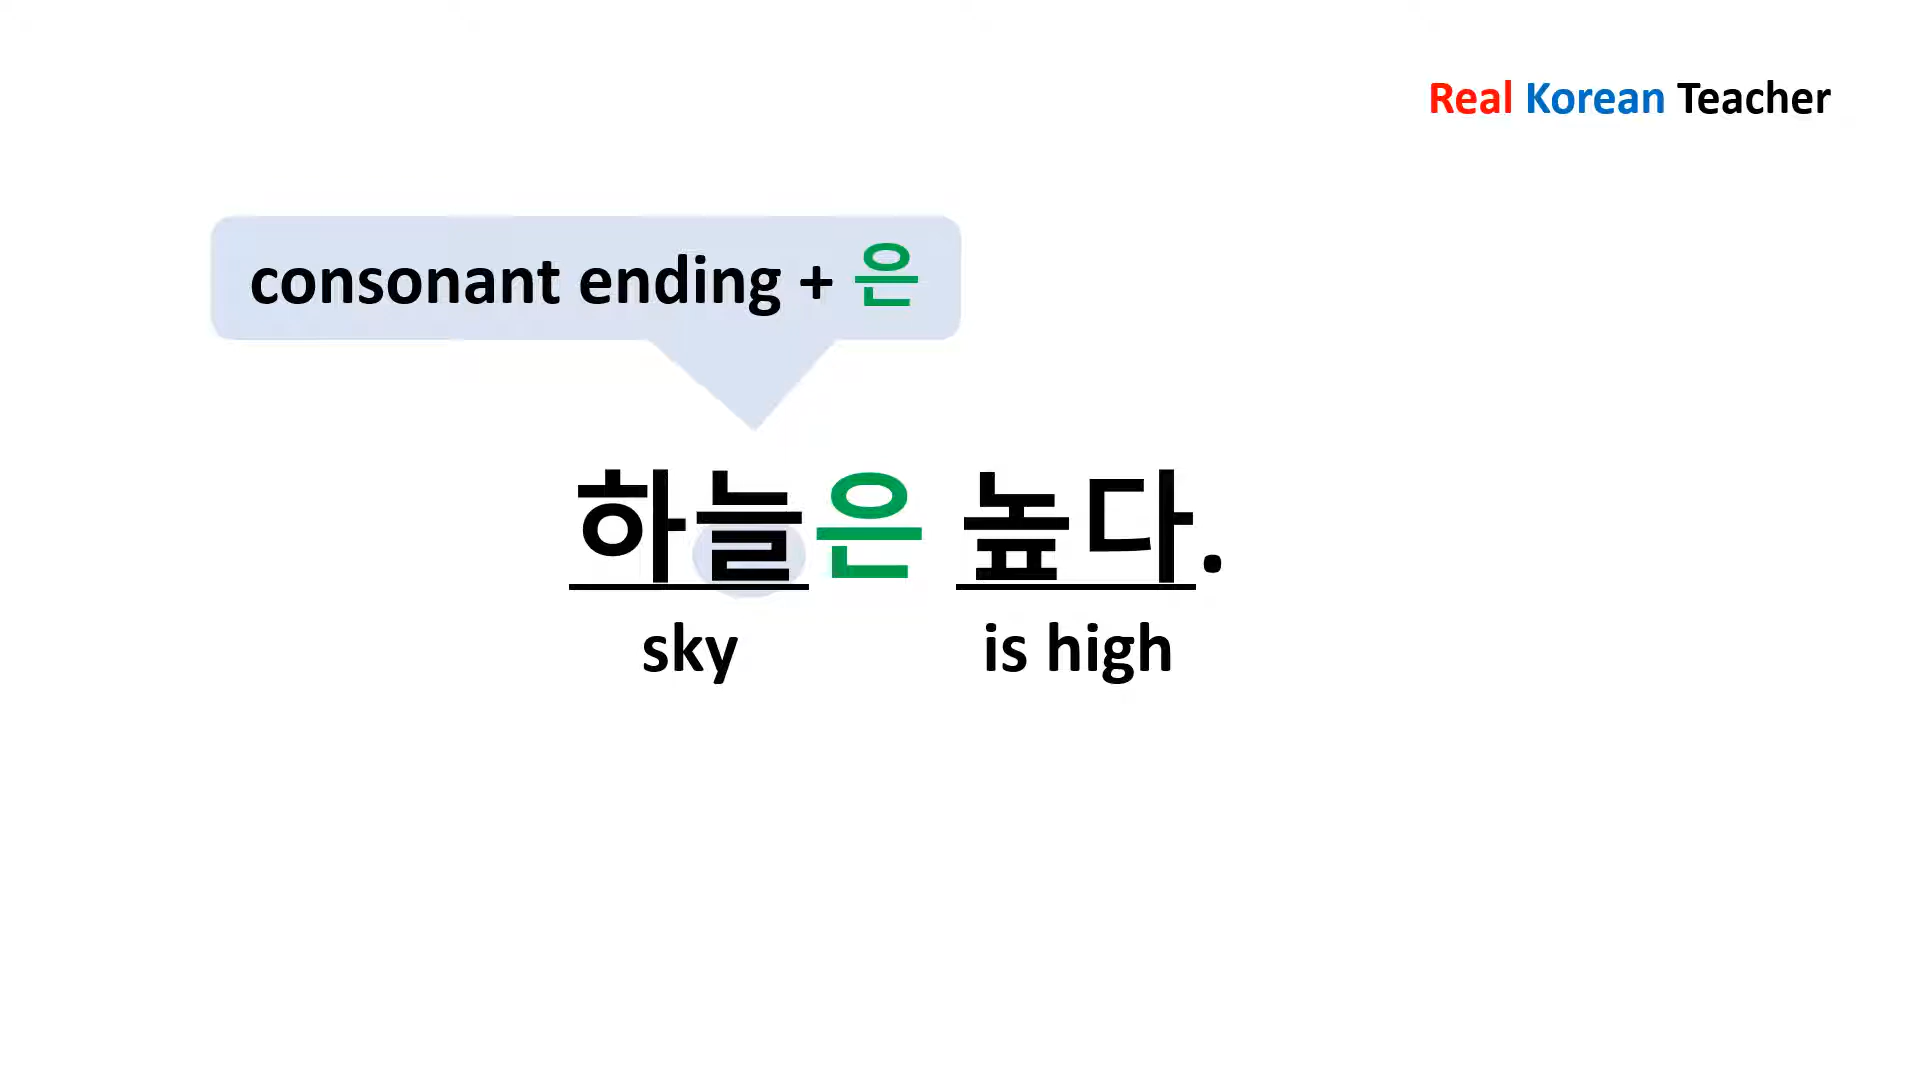 Real Korean Teacher
consonant ending + 은
하늘은 높다.
sky is high